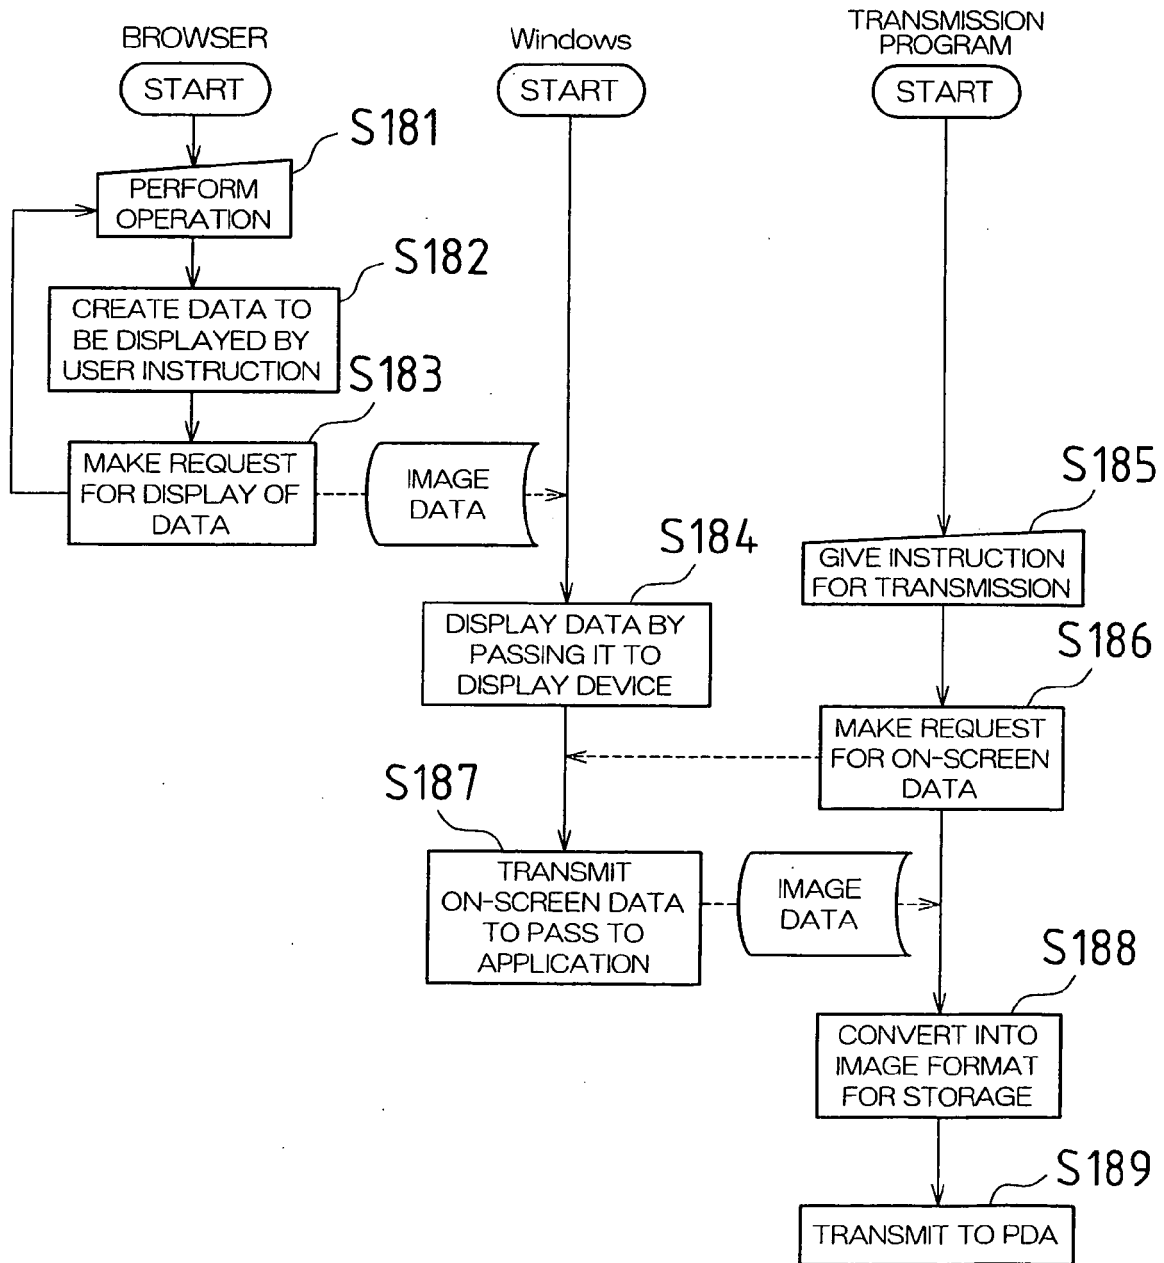 BROWSER
START
Windows
START
TRANSMISSION
PROGRAM
START
S181
PERFORM
OPERATION
S182
CREATE DATA TO
BE DISPLAYED BY
USER INSTRUCTION
S183
MAKE REQUEST
FOR DISPLAY OF
DATA
IMAGE
DATA
S184
DISPLAY DATA BY
PASSING IT TO
DISPLAY DEVICE
S185
GIVE INSTRUCTION
FOR TRANSMISSION
S186
MAKE REQUEST
FOR ON-SCREEN
DATA
S187
TRANSMIT
ON-SCREEN DATA
TO PASS TO
APPLICATION
IMAGE
DATA
S188
CONVERT INTO
IMAGE FORMAT
FOR STORAGE
S189
TRANSMIT TO PDA